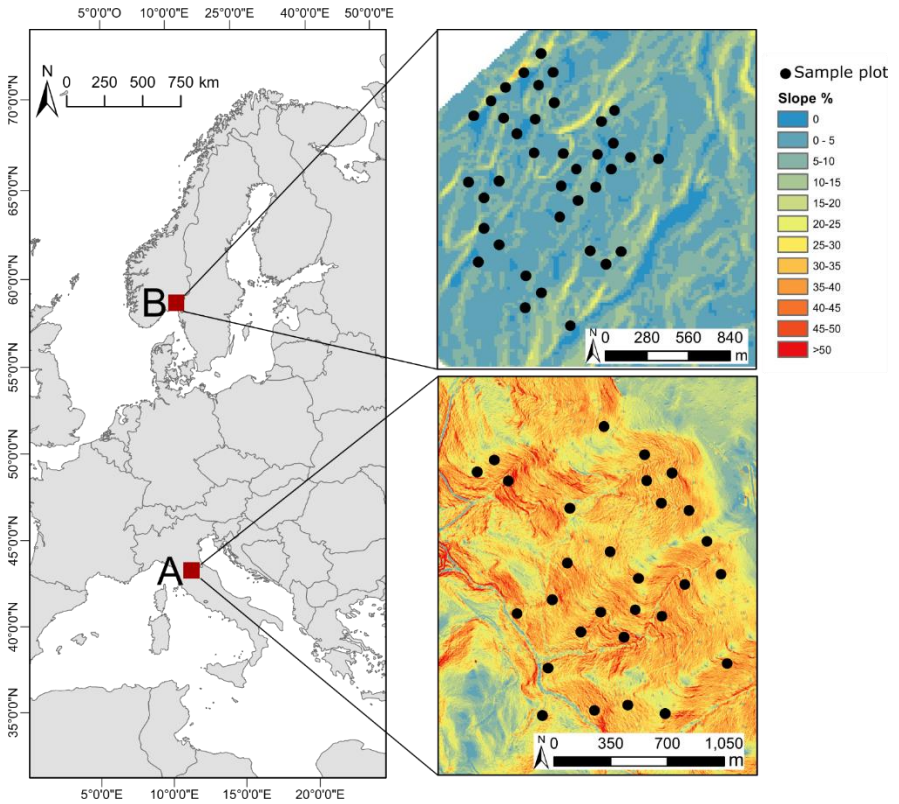 5°0'0"O 10°0'0"E 25°0'0"E 40°0'0"E 50°0'0"E
N
0 250 500 750 km
70°0'0"N
65°0'0"N
60°0'0"N
55°0'0"N
50°0'0"N
44°0'0"N
40°0'0"N
35°0'0"N
B
A
5°0'0"E 10°0'0"E 15°0'0"E 20°0'0"E
N
0 280 560 840
m
N
0 350 700 1,050
m
Sample plot
Slope %
0
0 - 5
5-10
10-15
15-20
20-25
25-30
30-35
35-40
40-45
45-50
>50